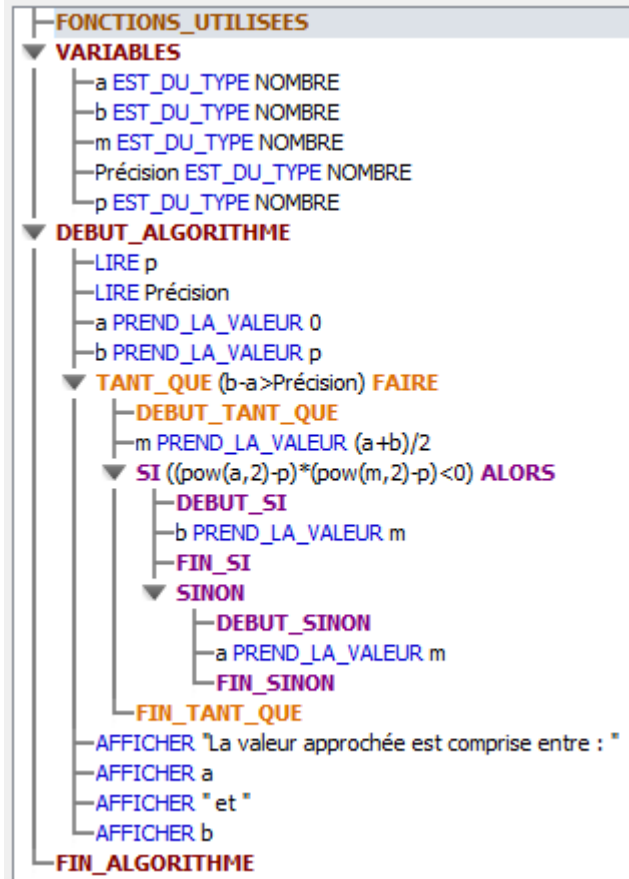 FONCTIONS_UTILISEES
VARIABLES
a EST_DU_TYPE NOMBRE
b EST_DU_TYPE NOMBRE
m EST_DU_TYPE NOMBRE
Précision EST_DU_TYPE NOMBRE
p EST_DU_TYPE NOMBRE
DEBUT_ALGORITHME
LIRE p
LIRE Précision
a PREND_LA_VALEUR 0
b PREND_LA_VALEUR p
TANT_QUE (b-a>Précision) FAIRE
DEBUT_TANT_QUE
m PREND_LA_VALEUR (a+b)/2
SI ((pow(a,2)-p)*(pow(m,2)-p)<0) ALORS
DEBUT_SI
b PREND_LA_VALEUR m
FIN_SI
SINON
DEBUT_SINON
a PREND_LA_VALEUR m
FIN_SINON
FIN_TANT_QUE
AFFICHER "La valeur approchée est comprise entre : "
AFFICHER a
AFFICHER " et "
AFFICHER b
FIN_ALGORITHME